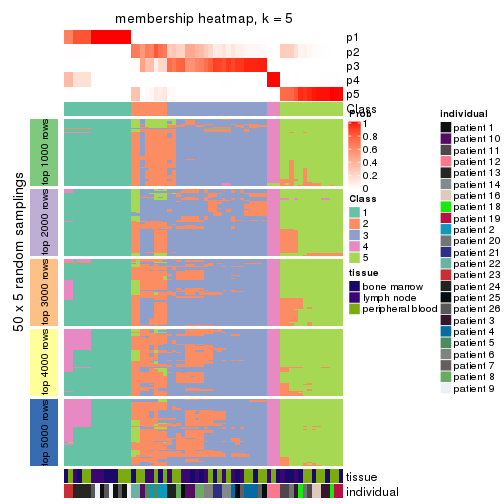 membership heatmap, k = 5
p1
p2
p3
p4
p5
Class
50 x 5 random samplings
top 1000 rows
top 2000 rows
top 3000 rows
top 4000 rows
top 5000 rows
tissue
individual
Prob
1
0.8
0.6
0.4
0.2
0
Class
1
2
3
4
5
tissue
bone marrow
lymph node
peripheral blood
individual
patient 1
patient 10
patient 11
patient 12
patient 13
patient 14
patient 16
patient 18
patient 19
patient 2
patient 20
patient 21
patient 22
patient 23
patient 24
patient 25
patient 26
patient 3
patient 4
patient 5
patient 6
patient 7
patient 8
patient 9